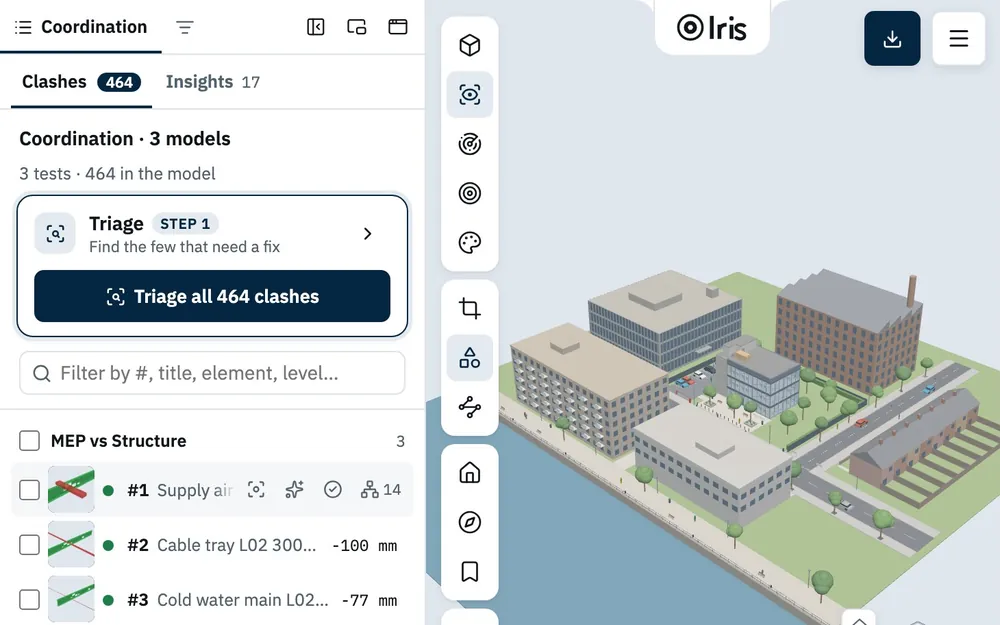 Coordination
Iris
Clashes 464 Insights 17
Coordination · 3 models
3 tests · 464 in the model
Triage STEP 1
Find the few that need a fix
Triage all 464 clashes
Filter by #, title, element, level...
MEP vs Structure 3
#1 Supply air 14
#2 Cable tray L02 300... -100 mm
#3 Cold water main L02... -77 mm